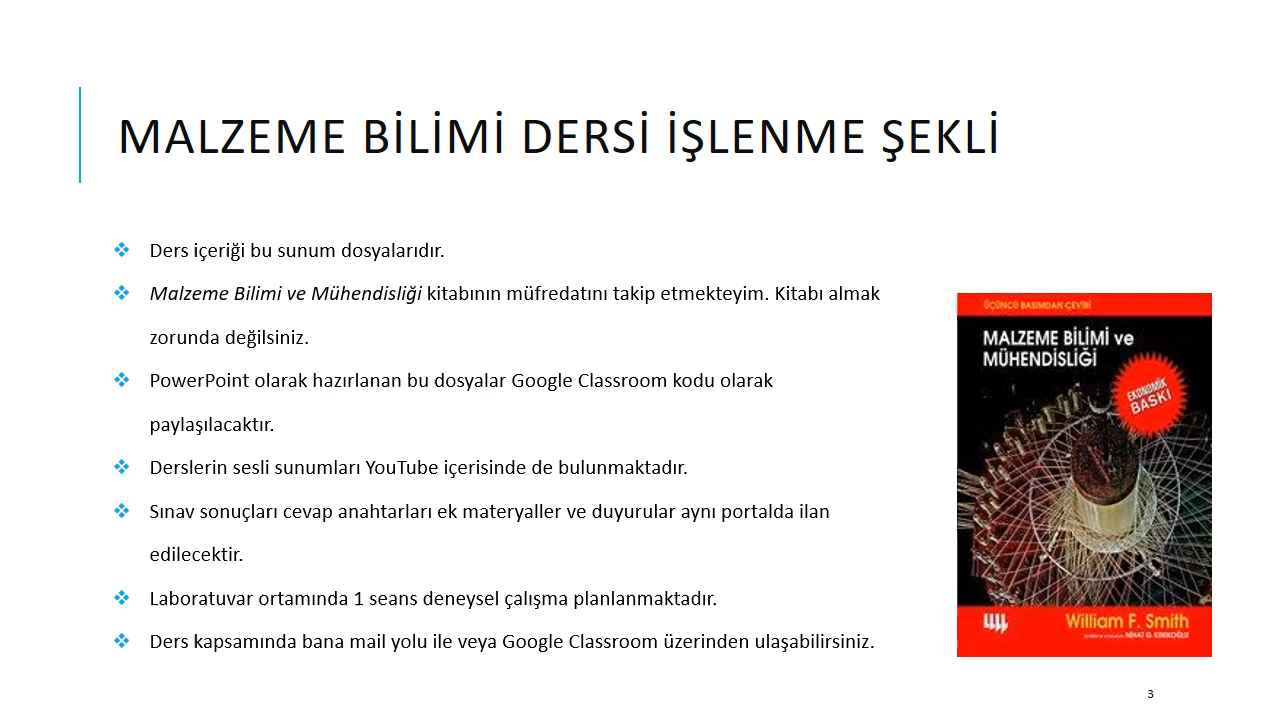 MALZEME BİLİMİ DERSİ İŞLENME ŞEKLİ
Ders içeriği bu sunum dosyalarıdır.
Malzeme Bilimi ve Mühendisliği kitabının müfredatını takip etmekteyim. Kitabı almak
zorunda değilsiniz.
PowerPoint olarak hazırlanan bu dosyalar Google Classroom kodu olarak
paylaşılacaktır.
Derslerin sesli sunumları YouTube içerisinde de bulunmaktadır.
Sınav sonuçları cevap anahtarları ek materyaller ve duyurular aynı portalda ilan
edilecektir.
Laboratuvar ortamında 1 seans deneysel çalışma planlanmaktadır.
Ders kapsamında bana mail yolu ile veya Google Classroom üzerinden ulaşabilirsiniz.
ÜÇÜNCÜ BASIMDAN ÇEVİRİ
MALZEME BİLİMİ ve
MÜHENDİSLİĞİ
EKONOMİK
BASKI
William F. Smith
NİHAT G. KINIKOĞLU
3